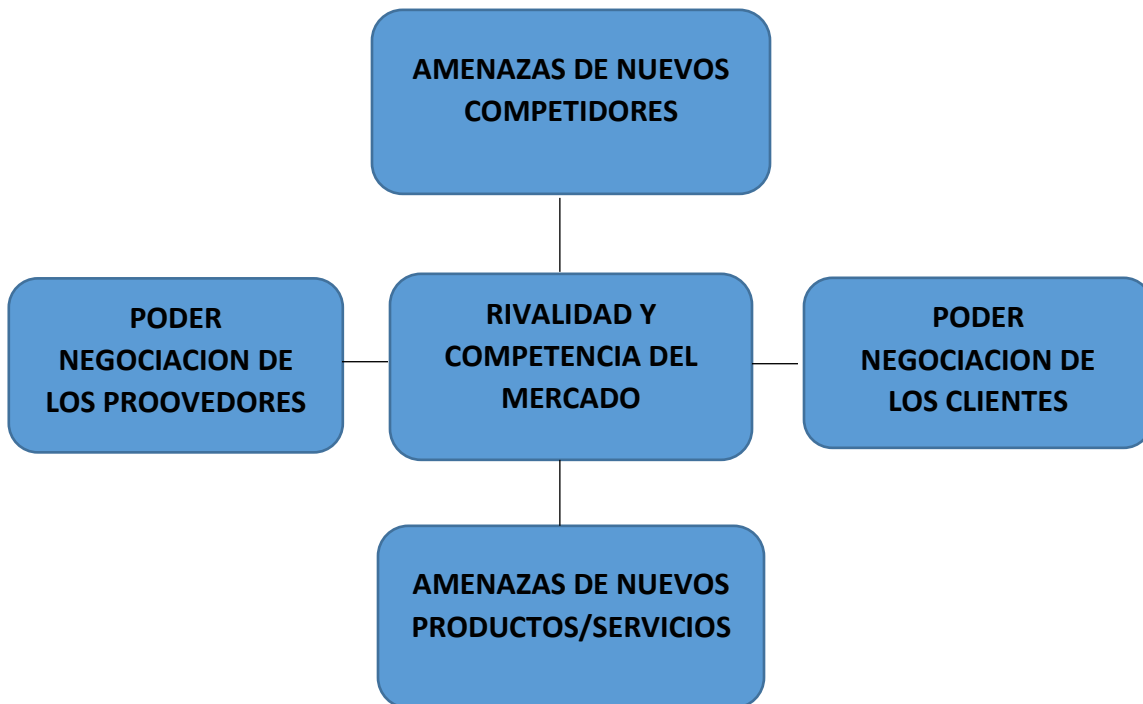 AMENAZAS DE NUEVOS
COMPETIDORES
PODER
NEGOCIACION DE
LOS PROOVEDORES
RIVALIDAD Y
COMPETENCIA DEL
MERCADO
PODER
NEGOCIACION DE
LOS CLIENTES
AMENAZAS DE NUEVOS
PRODUCTOS/SERVICIOS